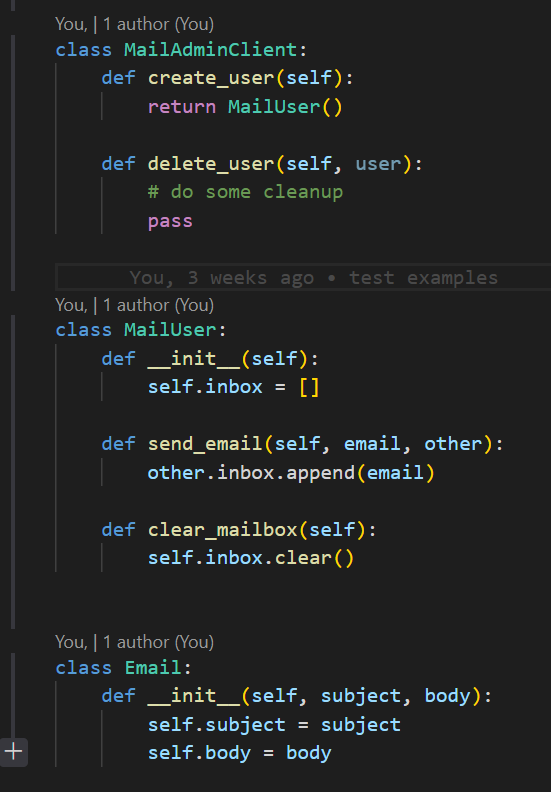 You, | 1 author (You)
class MailAdminClient:
    def create_user(self):
        return MailUser()

    def delete_user(self, user):
        # do some cleanup
        pass

You, 3 weeks ago • test examples
You, | 1 author (You)
class MailUser:
    def __init__(self):
        self.inbox = []

    def send_email(self, email, other):
        other.inbox.append(email)

    def clear_mailbox(self):
        self.inbox.clear()

You, | 1 author (You)
class Email:
    def __init__(self, subject, body):
        self.subject = subject
        self.body = body